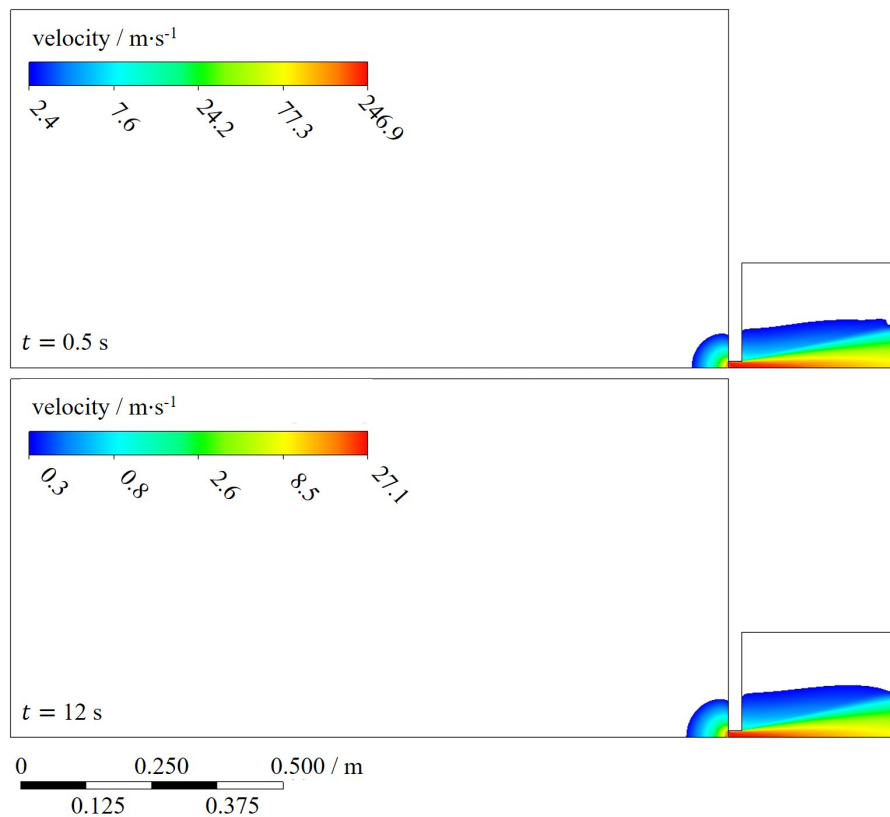 velocity / m·s⁻¹
2.4 7.6 24.2 77.3 246.9
t = 0.5 s
velocity / m·s⁻¹
0.3 0.8 2.6 8.5 27.1
t = 12 s
0 0.250 0.500 / m
0.125 0.375